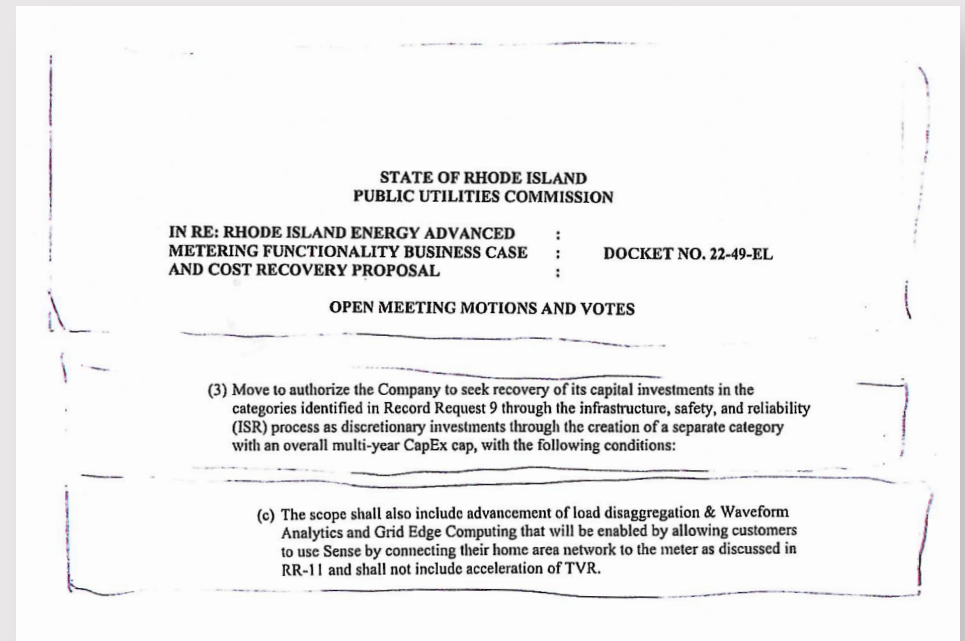 STATE OF RHODE ISLAND
PUBLIC UTILITIES COMMISSION
IN RE: RHODE ISLAND ENERGY ADVANCED :
METERING FUNCTIONALITY BUSINESS CASE : DOCKET NO. 22-49-EL
AND COST RECOVERY PROPOSAL :
OPEN MEETING MOTIONS AND VOTES
(3) Move to authorize the Company to seek recovery of its capital investments in the
categories identified in Record Request 9 through the infrastructure, safety, and reliability
(ISR) process as discretionary investments through the creation of a separate category
with an overall multi-year CapEx cap, with the following conditions:
(c) The scope shall also include advancement of load disaggregation & Waveform
Analytics and Grid Edge Computing that will be enabled by allowing customers
to use Sense by connecting their home area network to the meter as discussed in
RR-11 and shall not include acceleration of TVR.